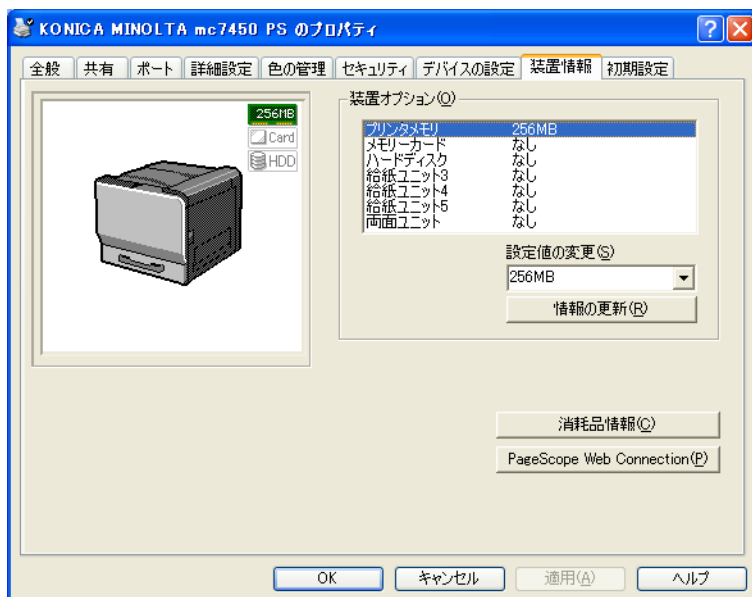 KONICA MINOLTA mc7450 PS のプロパティ
全般 共有 ポート 詳細設定 色の管理 セキュリティ デバイスの設定 装置情報 初期設定
256MB
Card
HDD
装置オプション(O)
プリンタメモリ 256MB
メモリーカード なし
ハードディスク なし
給紙ユニット3 なし
給紙ユニット4 なし
給紙ユニット5 なし
両面ユニット なし
設定値の変更(S)
256MB
情報の更新(R)
消耗品情報(C)
PageScope Web Connection(P)
OK キャンセル 適用(A) ヘルプ